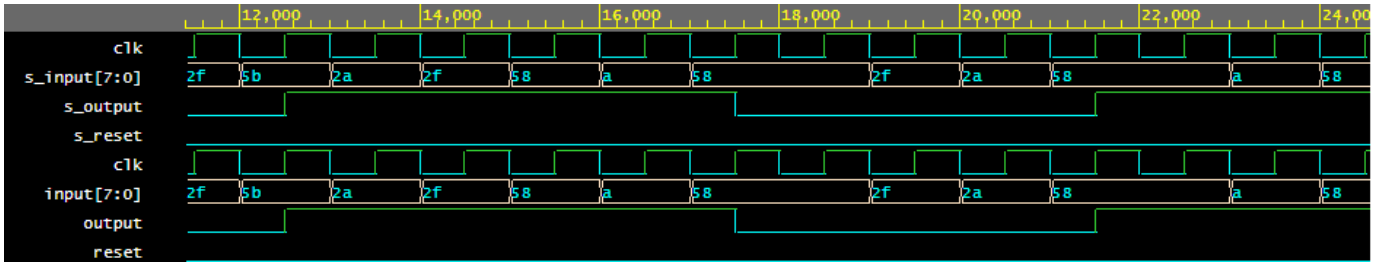 12,000 14,000 16,000 18,000 20,000 22,000 24,00
clk
s_input[7:0] 2f 5b 2a 2f 58 a 58 2f 2a 58 a 58
s_output
s_reset
clk
input[7:0] 2f 5b 2a 2f 58 a 58 2f 2a 58 a 58
output
reset